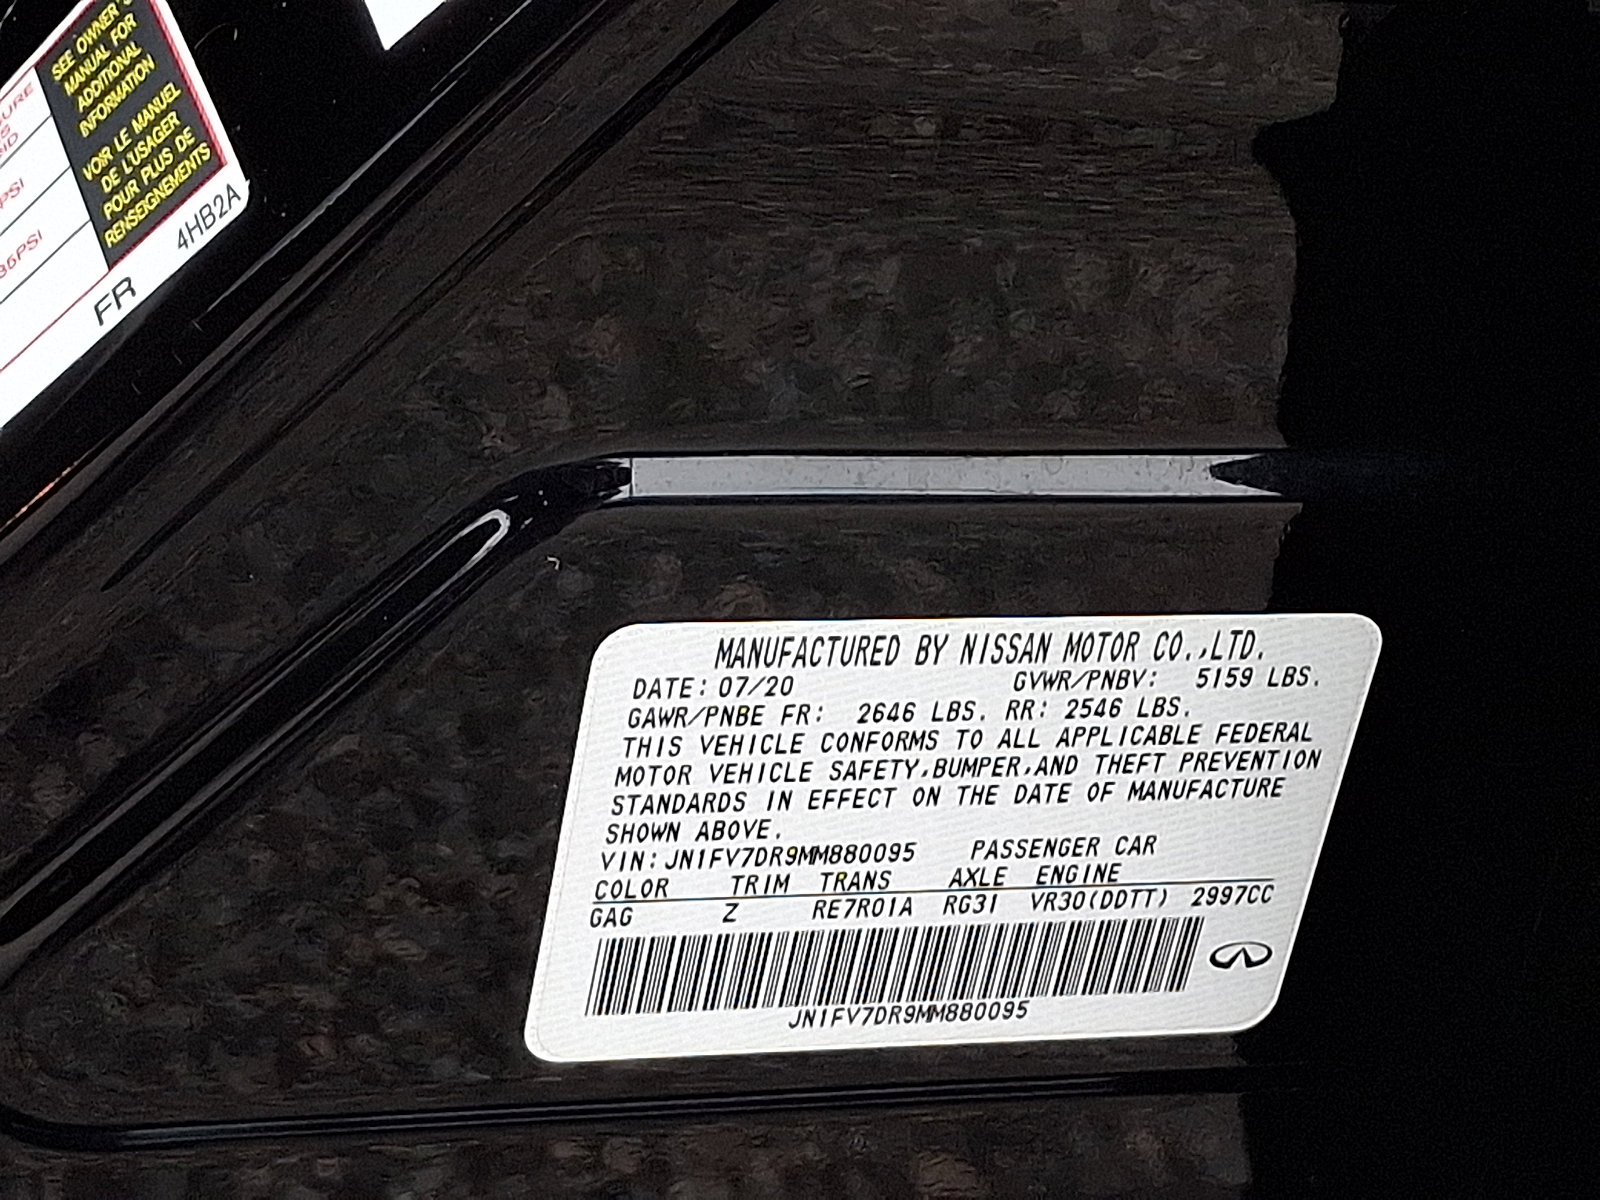 SEE OWNER'S
MANUAL FOR
ADDITIONAL
INFORMATION
VOIR LE MANUEL
DE L'USAGER
POUR PLUS DE
RENSEIGNEMENTS
PSI
35PSI
FR
4HB2A
MANUFACTURED BY NISSAN MOTOR CO.,LTD.
DATE: 07/20 GVWR/PNBV: 5159 LBS.
GAWR/PNBE FR: 2646 LBS. RR: 2546 LBS.
THIS VEHICLE CONFORMS TO ALL APPLICABLE FEDERAL
MOTOR VEHICLE SAFETY,BUMPER,AND THEFT PREVENTION
STANDARDS IN EFFECT ON THE DATE OF MANUFACTURE
SHOWN ABOVE.
VIN: JN1FV7DR9MM880095 PASSENGER CAR
COLOR TRIM TRANS AXLE ENGINE
GAG Z RE7R01A RG31 VR30(DDTT) 2997CC
JN1FV7DR9MM880095